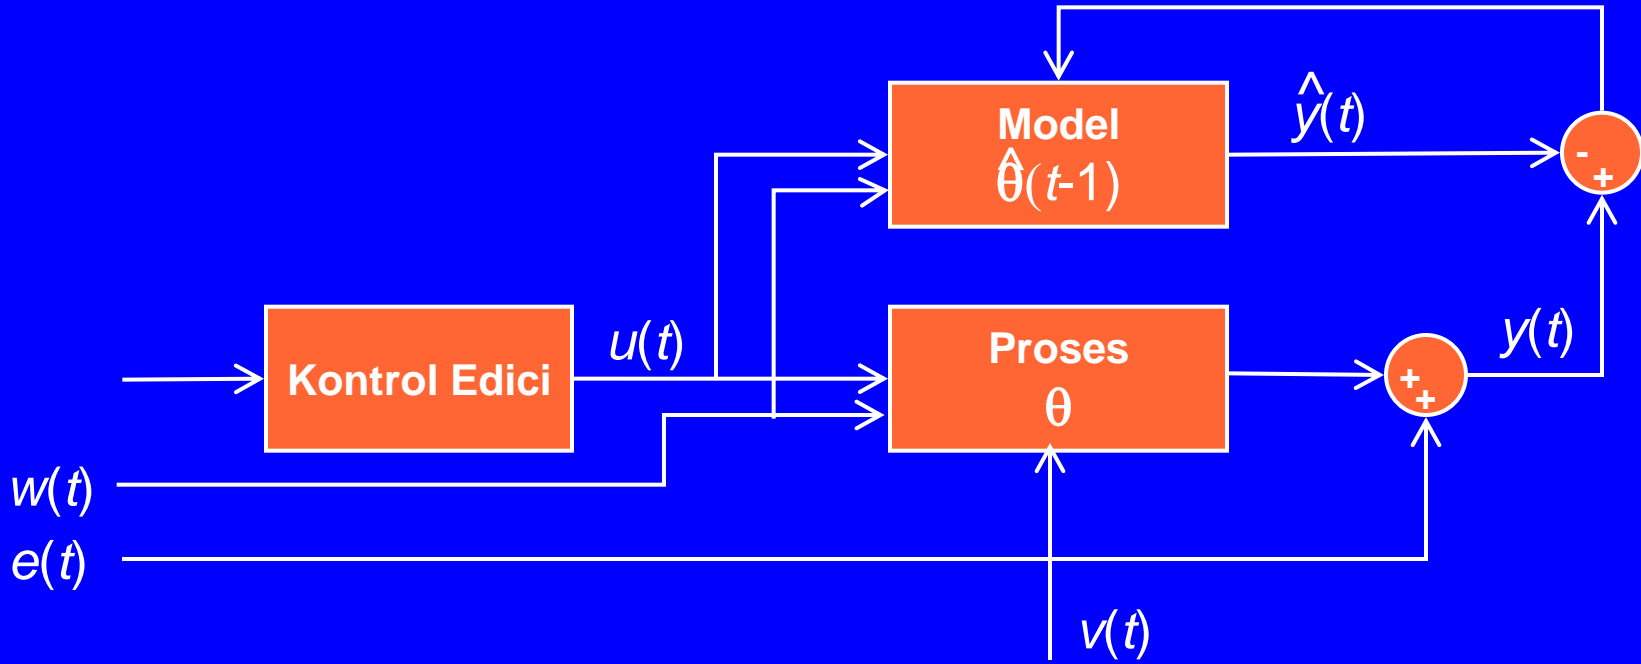 Model
θ̂(t-1)
ŷ(t)
-
+
Kontrol Edici
u(t)
Proses
θ
+
+
y(t)
w(t)
e(t)
v(t)